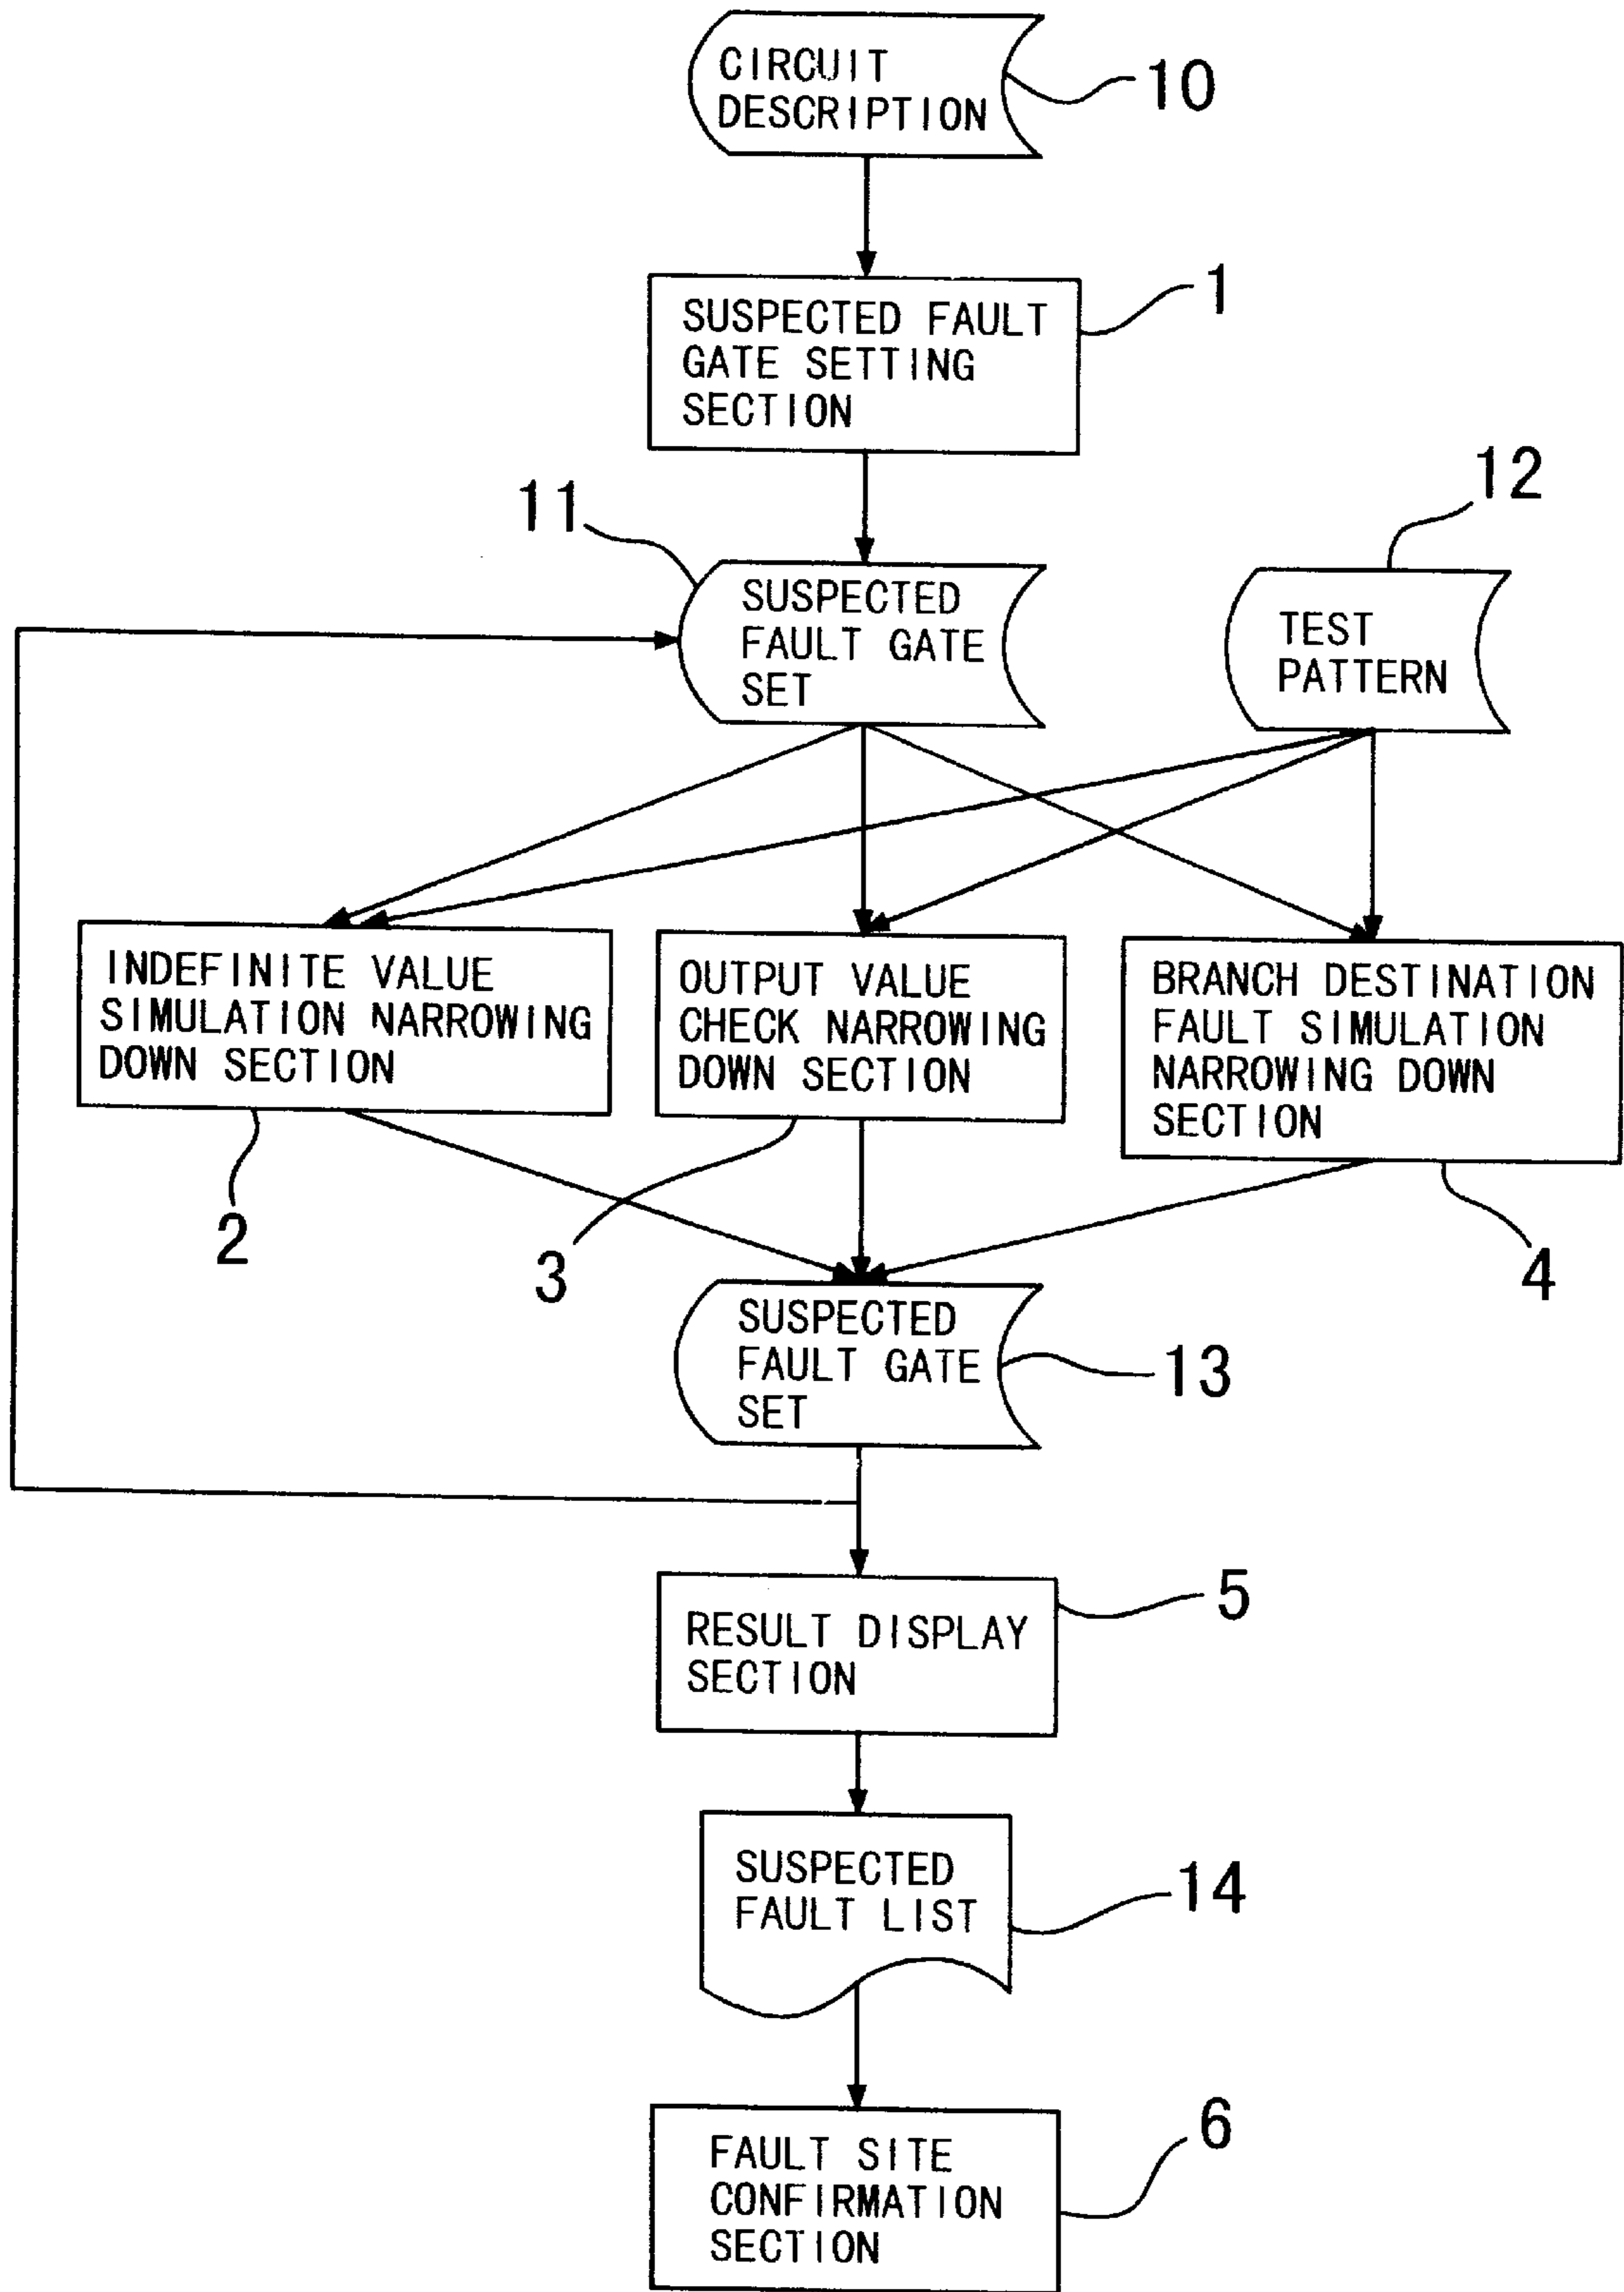 CIRCUIT
DESCRIPTION
10
SUSPECTED FAULT
GATE SETTING
SECTION
1
11
SUSPECTED
FAULT GATE
SET
12
TEST
PATTERN
INDEFINITE VALUE
SIMULATION NARROWING
DOWN SECTION
2
OUTPUT VALUE
CHECK NARROWING
DOWN SECTION
3
BRANCH DESTINATION
FAULT SIMULATION
NARROWING DOWN
SECTION
4
SUSPECTED
FAULT GATE
SET
13
RESULT DISPLAY
SECTION
5
SUSPECTED
FAULT LIST
14
FAULT SITE
CONFIRMATION
SECTION
6